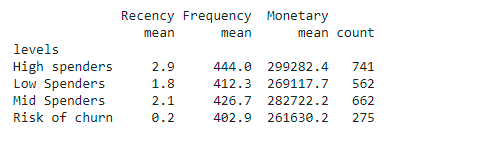 Recency Frequency Monetary
mean mean mean count
levels
High spenders 2.9 444.0 299282.4 741
Low Spenders 1.8 412.3 269117.7 562
Mid Spenders 2.1 426.7 282722.2 662
Risk of churn 0.2 402.9 261630.2 275